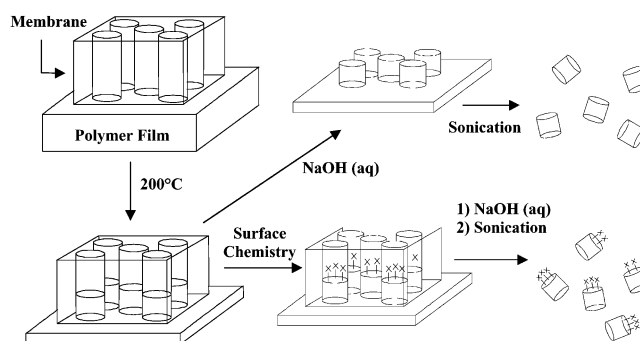 Membrane
Polymer Film
200°C
NaOH (aq)
Sonication
Surface
Chemistry
1) NaOH (aq)
2) Sonication